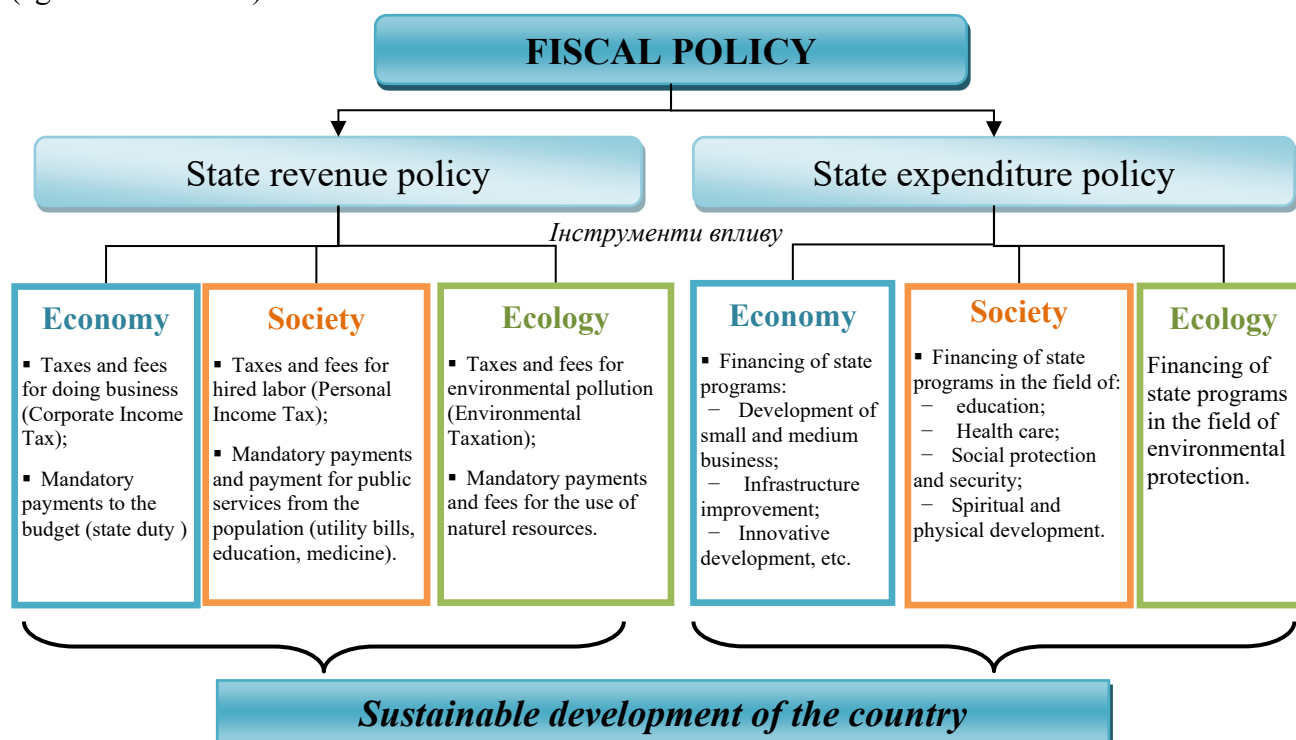 FISCAL POLICY
State revenue policy
State expenditure policy
Інструменти впливу
Economy
▪ Taxes and fees
for doing business
(Corporate Income
Tax);
▪ Mandatory
payments to the
budget (state duty )
Society
▪ Taxes and fees for
hired labor (Personal
Income Tax);
▪ Mandatory payments
and payment for public
services from the
population (utility bills,
education, medicine).
Ecology
▪ Taxes and fees for
environmental pollution
(Environmental
Taxation);
▪ Mandatory payments
and fees for the use of
naturel resources.
Economy
▪ Financing of state
programs:
− Development of
small and medium
business;
− Infrastructure
improvement;
− Innovative
development, etc.
Society
▪ Financing of state
programs in the field of:
− education;
− Health care;
− Social protection
and security;
− Spiritual and
physical development.
Ecology
Financing of
state programs
in the field of
environmental
protection.
Sustainable development of the country